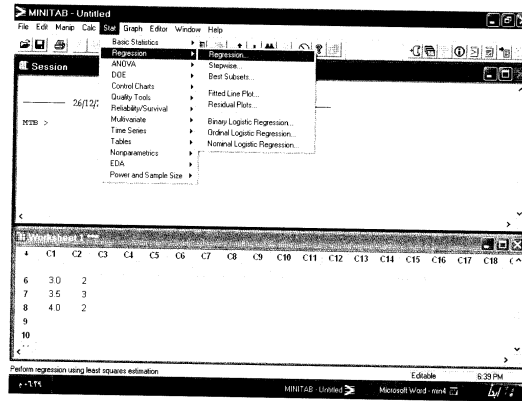 MINITAB - Untitled
File Edit Manip Calc Stat Graph Editor Window Help
Basic Statistics
Regression
ANOVA
DOE
Control Charts
Quality Tools
Reliability/Survival
Multivariate
Time Series
Tables
Nonparametrics
EDA
Power and Sample Size
Regression...
Stepwise...
Best Subsets...
Fitted Line Plot...
Residual Plots...
Binary Logistic Regression...
Ordinal Logistic Regression...
Nominal Logistic Regression...
Session
26/12/
MTB >
C1 C2 C3 C4 C5 C6 C7 C8 C9 C10 C11 C12 C13 C14 C15 C16 C17 C18
6 3.0 2
7 3.5 3
8 4.0 2
9
10
Perform regression using least squares estimation
Editable 6:39 PM
MINITAB - Untitled Microsoft Word - min4